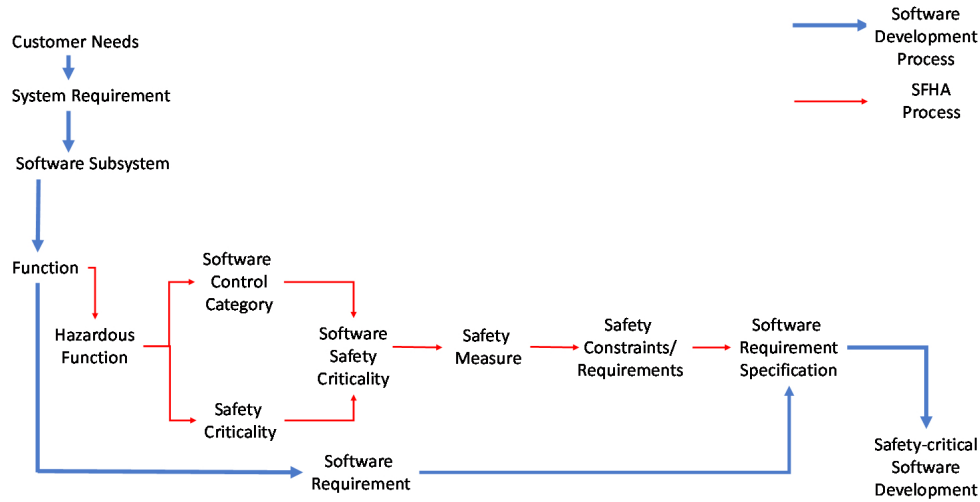 Customer Needs
System Requirement
Software Subsystem
Function
Hazardous
Function
Software
Control
Category
Safety
Criticality
Software
Safety
Criticality
Safety
Measure
Safety
Constraints/
Requirements
Software
Requirement
Specification
Software
Requirement
Safety-critical
Software
Development
Software
Development
Process
SFHA
Process